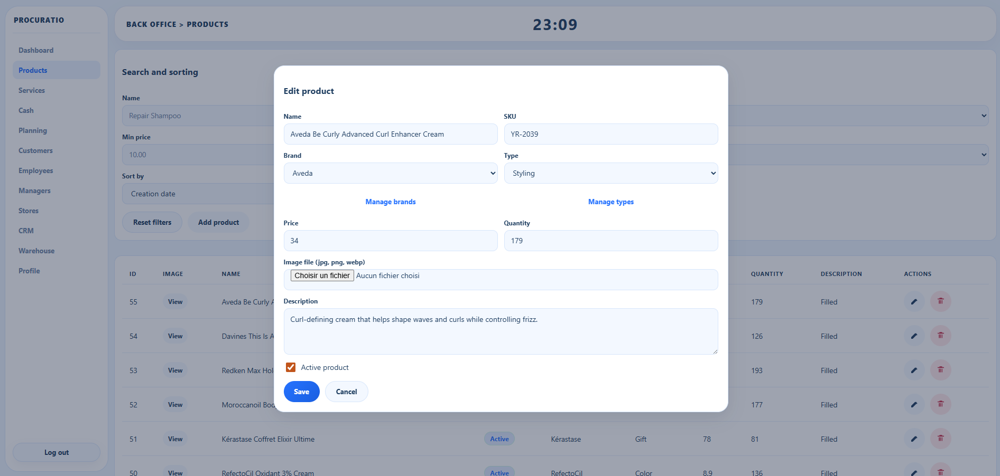 PROCURATIO
Dashboard
Products
Services
Cash
Planning
Customers
Employees
Managers
Stores
CRM
Warehouse
Profile
Log out
BACK OFFICE > PRODUCTS
23:09
Search and sorting
Name
Repair Shampoo
Min price
10.00
Sort by
Creation date
Reset filters Add product
Edit product
Name SKU
Aveda Be Curly Advanced Curl Enhancer Cream YR-2039
Brand Type
Aveda Styling
Manage brands Manage types
Price Quantity
34 179
Image file (jpg, png, webp)
Choisir un fichier Aucun fichier choisi
Description
Curl-defining cream that helps shape waves and curls while controlling frizz.
Active product
Save Cancel
ID IMAGE NAME QUANTITY DESCRIPTION ACTIONS
55 View Aveda Be Curly 179 Filled
54 View Davines This Is 126 Filled
53 View Redken Max 193 Filled
52 View Moroccanoil 177 Filled
51 View Kérastase Coffret Elixir Ultime Active Kérastase Gift 78 81 Filled
50 View RefectoCil Oxidant 3% Cream Active RefectoCil Color 8.9 136 Filled